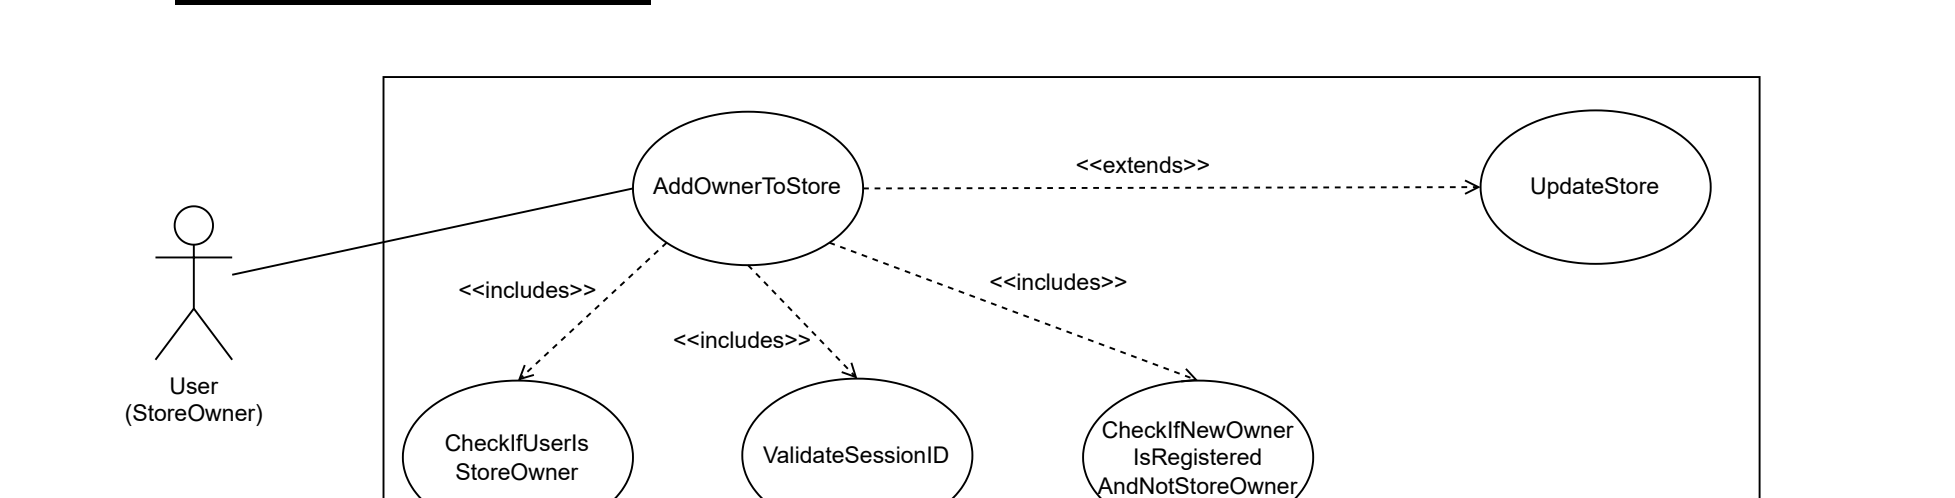 <<extends>>
AddOwnerToStore
UpdateStore
<<includes>>
<<includes>>
<<includes>>
User
(StoreOwner)
CheckIfUserIs
StoreOwner
ValidateSessionID
CheckIfNewOwner
IsRegistered
AndNotStoreOwner